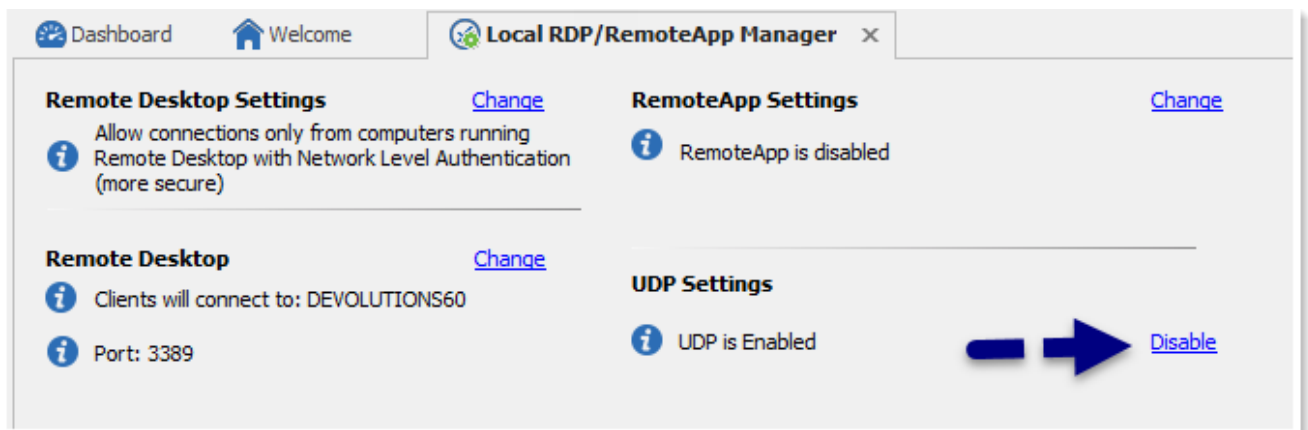 Dashboard
Welcome
Local RDP/RemoteApp Manager
Remote Desktop Settings
Change
Allow connections only from computers running
Remote Desktop with Network Level Authentication
(more secure)
Remote Desktop
Change
Clients will connect to: DEVOLUTIONS60
Port: 3389
RemoteApp Settings
Change
RemoteApp is disabled
UDP Settings
UDP is Enabled
Disable